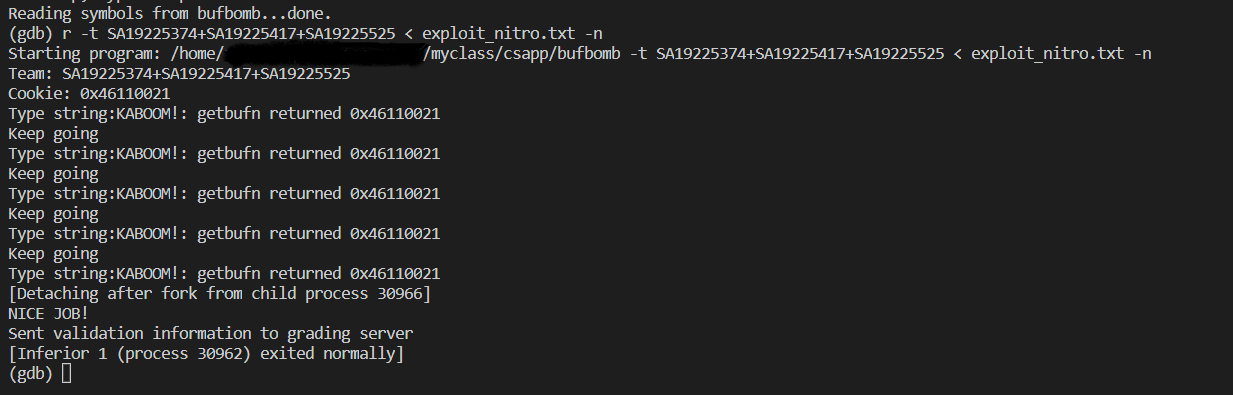 Reading symbols from bufbomb...done.
(gdb) r -t SA19225374+SA19225417+SA19225525 < exploit_nitro.txt -n
Starting program: /home/ /myclass/csapp/bufbomb -t SA19225374+SA19225417+SA19225525 < exploit_nitro.txt -n
Team: SA19225374+SA19225417+SA19225525
Cookie: 0x46110021
Type string:KABOOM!: getbufn returned 0x46110021
Keep going
Type string:KABOOM!: getbufn returned 0x46110021
Keep going
Type string:KABOOM!: getbufn returned 0x46110021
Keep going
Type string:KABOOM!: getbufn returned 0x46110021
Keep going
Type string:KABOOM!: getbufn returned 0x46110021
[Detaching after fork from child process 30966]
NICE JOB!
Sent validation information to grading server
[Inferior 1 (process 30962) exited normally]
(gdb)